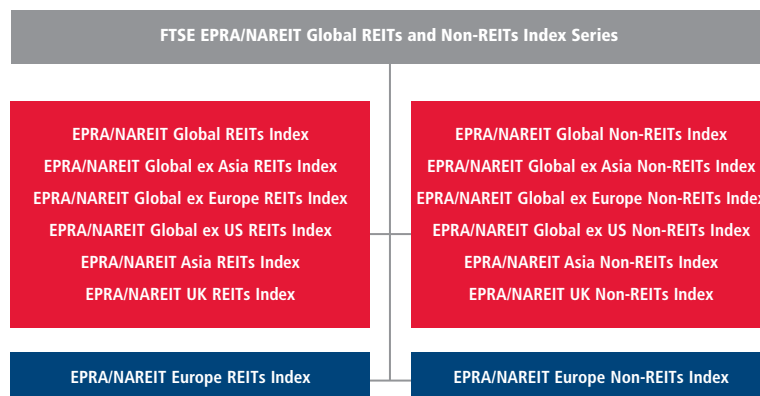 FTSE EPRA/NAREIT Global REITs and Non-REITs Index Series
EPRA/NAREIT Global REITs Index
EPRA/NAREIT Global ex Asia REITs Index
EPRA/NAREIT Global ex Europe REITs Index
EPRA/NAREIT Global ex US REITs Index
EPRA/NAREIT Asia REITs Index
EPRA/NAREIT UK REITs Index
EPRA/NAREIT Global Non-REITs Index
EPRA/NAREIT Global ex Asia Non-REITs Index
EPRA/NAREIT Global ex Europe Non-REITs Index
EPRA/NAREIT Global ex US Non-REITs Index
EPRA/NAREIT Asia Non-REITs Index
EPRA/NAREIT UK Non-REITs Index
EPRA/NAREIT Europe REITs Index
EPRA/NAREIT Europe Non-REITs Index